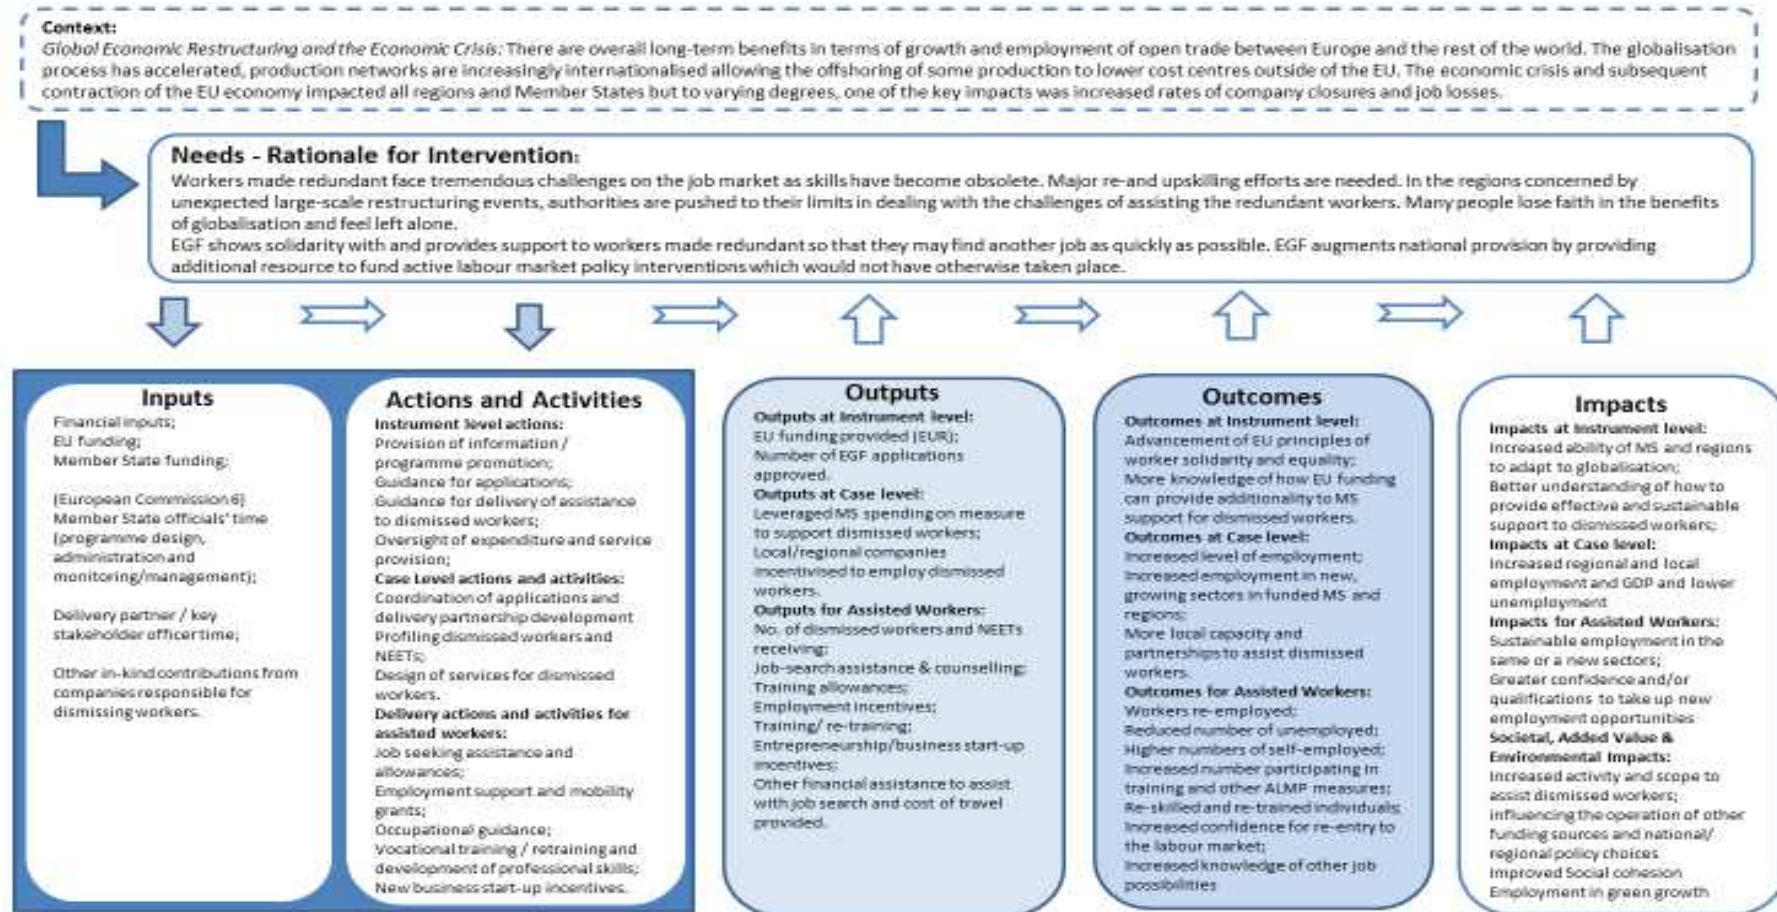 Context:
Global Economic Restructuring and the Economic Crisis: There are overall long-term benefits in terms of growth and employment of open trade between Europe and the rest of the world. The globalisation
process has accelerated, production networks are increasingly internationalised allowing the offshoring of some production to lower cost centres outside of the EU. The economic crisis and subsequent
contraction of the EU economy impacted all regions and Member States but to varying degrees, one of the key impacts was increased rates of company closures and job losses.
Needs - Rationale for Intervention:
Workers made redundant face tremendous challenges on the job market as skills have become obsolete. Major re-and upskilling efforts are needed. In the regions concerned by
unexpected large-scale restructuring events, authorities are pushed to their limits in dealing with the challenges of assisting the redundant workers. Many people lose faith in the benefits
of globalisation and feel left alone.
EGF shows solidarity with and provides support to workers made redundant so that they may find another job as quickly as possible. EGF augments national provision by providing
additional resource to fund active labour market policy interventions which would not have otherwise taken place.
Inputs
Financial inputs;
EU funding;
Member State funding;
(European Commission 6)
Member State officials' time
(programme design,
administration and
monitoring/management);
Delivery partner / key
stakeholder officer time;
Other in-kind contributions from
companies responsible for
dismissing workers.
Actions and Activities
Instrument level actions:
Provision of information /
programme promotion;
Guidance for applications;
Guidance for delivery of assistance
to dismissed workers;
Oversight of expenditure and service
provision;
Case Level actions and activities:
Coordination of applications and
delivery partnership development
Profiling dismissed workers and
NEETs;
Design of services for dismissed
workers.
Delivery actions and activities for
assisted workers:
Job seeking assistance and
allowances;
Employment support and mobility
grants;
Occupational guidance;
Vocational training / retraining and
development of professional skills;
New business start-up incentives.
Outputs
Outputs at Instrument level:
EU funding provided (EUR);
Number of EGF applications
approved.
Outputs at Case level:
Leveraged MS spending on measure
to support dismissed workers;
Local/regional companies
incentivised to employ dismissed
workers.
Outputs for Assisted Workers:
No. of dismissed workers and NEETs
receiving:
Job-search assistance & counselling;
Training allowances;
Employment incentives;
Training/ re-training;
Entrepreneurship/business start-up
incentives;
Other financial assistance to assist
with job search and cost of travel
provided.
Outcomes
Outcomes at Instrument level:
Advancement of EU principles of
worker solidarity and equality;
More knowledge of how EU funding
can provide additionality to MS
support for dismissed workers.
Outcomes at Case level:
Increased level of employment;
Increased employment in new,
growing sectors in funded MS and
regions;
More local capacity and
partnerships to assist dismissed
workers.
Outcomes for Assisted Workers:
Workers re-employed;
Reduced number of unemployed;
Higher numbers of self-employed;
Increased number participating in
training and other ALMP measures;
Re-skilled and re-trained individuals;
Increased confidence for re-entry to
the labour market;
Increased knowledge of other job
possibilities
Impacts
Impacts at Instrument level:
Increased ability of MS and regions
to adapt to globalisation;
Better understanding of how to
provide effective and sustainable
support to dismissed workers;
Impacts at Case level:
Increased regional and local
employment and GDP and lower
unemployment
Impacts for Assisted Workers:
Sustainable employment in the
same or a new sectors;
Greater confidence and/or
qualifications to take up new
employment opportunities
Societal, Added Value &
Environmental Impacts:
Increased activity and scope to
assist dismissed workers;
influencing the operation of other
funding sources and national/
regional policy choices
Improved Social cohesion
Employment in green growth